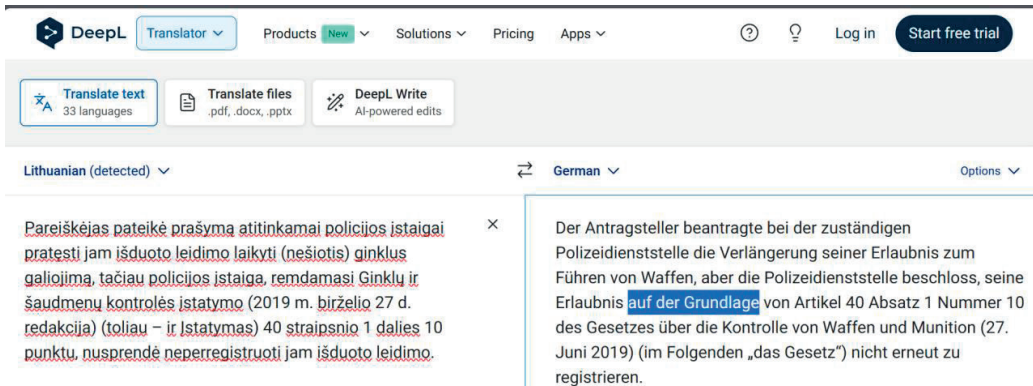 DeepL Translator Products New Solutions Pricing Apps Log in Start free trial
Translate text
33 languages
Translate files
.pdf, .docx, .pptx
DeepL Write
AI-powered edits
Lithuanian (detected)
German
Options
Pareiškėjas pateikė prašymą atitinkamai policijos įstaigai
pratęsti jam išduoto leidimo laikyti (nešiotis) ginklus
galiojimą, tačiau policijos įstaiga, remdamasi Ginklų ir
šaudmenų kontrolės įstatymo (2019 m. birželio 27 d.
redakcija) (toliau – ir Įstatymas) 40 straipsnio 1 dalies 10
punktu, nusprendė neperregistruoti jam išduoto leidimo.
Der Antragsteller beantragte bei der zuständigen
Polizeidienststelle die Verlängerung seiner Erlaubnis zum
Führen von Waffen, aber die Polizeidienststelle beschloss, seine
Erlaubnis auf der Grundlage von Artikel 40 Absatz 1 Nummer 10
des Gesetzes über die Kontrolle von Waffen und Munition (27.
Juni 2019) (im Folgenden „das Gesetz“) nicht erneut zu
registrieren.